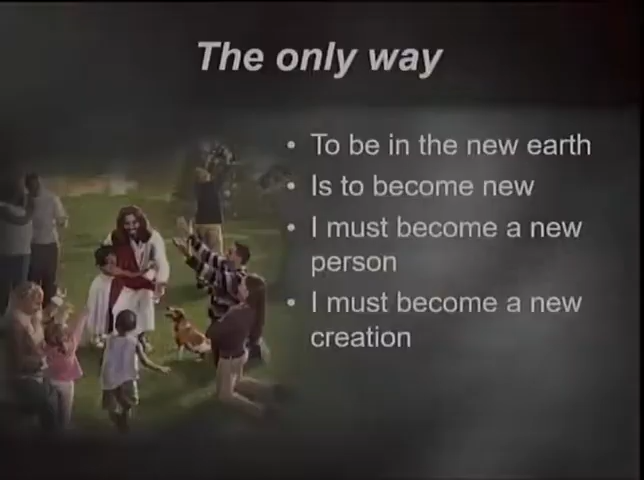 The only way
• To be in the new earth
• Is to become new
• I must become a new
person
• I must become a new
creation